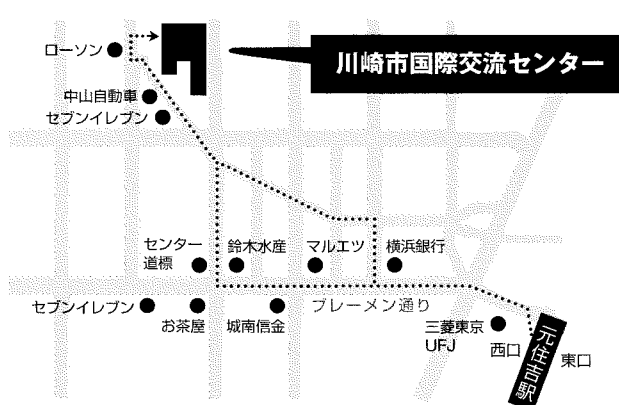 ローソン
川崎市国際交流センター
中山自動車
セブンイレブン
センター
道標
鈴木水産
マルエツ
横浜銀行
セブンイレブン
お茶屋
城南信金
ブレーメン通り
三菱東京
UFJ
西口
元住吉駅
東口